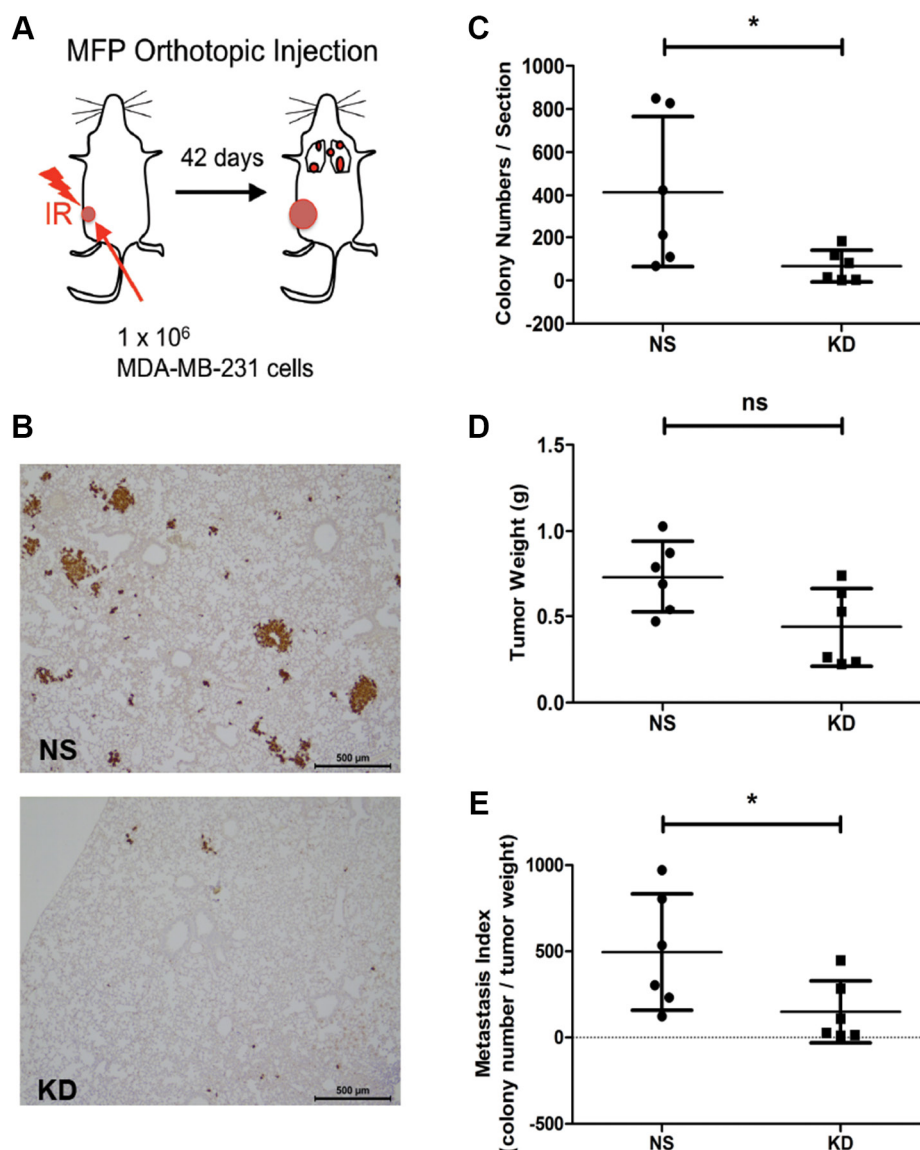 A
MFP Orthotopic Injection
42 days
IR
1 x 10⁶
MDA-MB-231 cells
B
NS
500 µm
KD
500 µm
C
*
Colony Numbers / Section
1000
800
600
400
200
0
-200
NS
KD
D
ns
Tumor Weight (g)
1.5
1.0
0.5
0.0
NS
KD
E
*
Metastasis Index
(colony number / tumor weight)
1000
500
0
-500
NS
KD